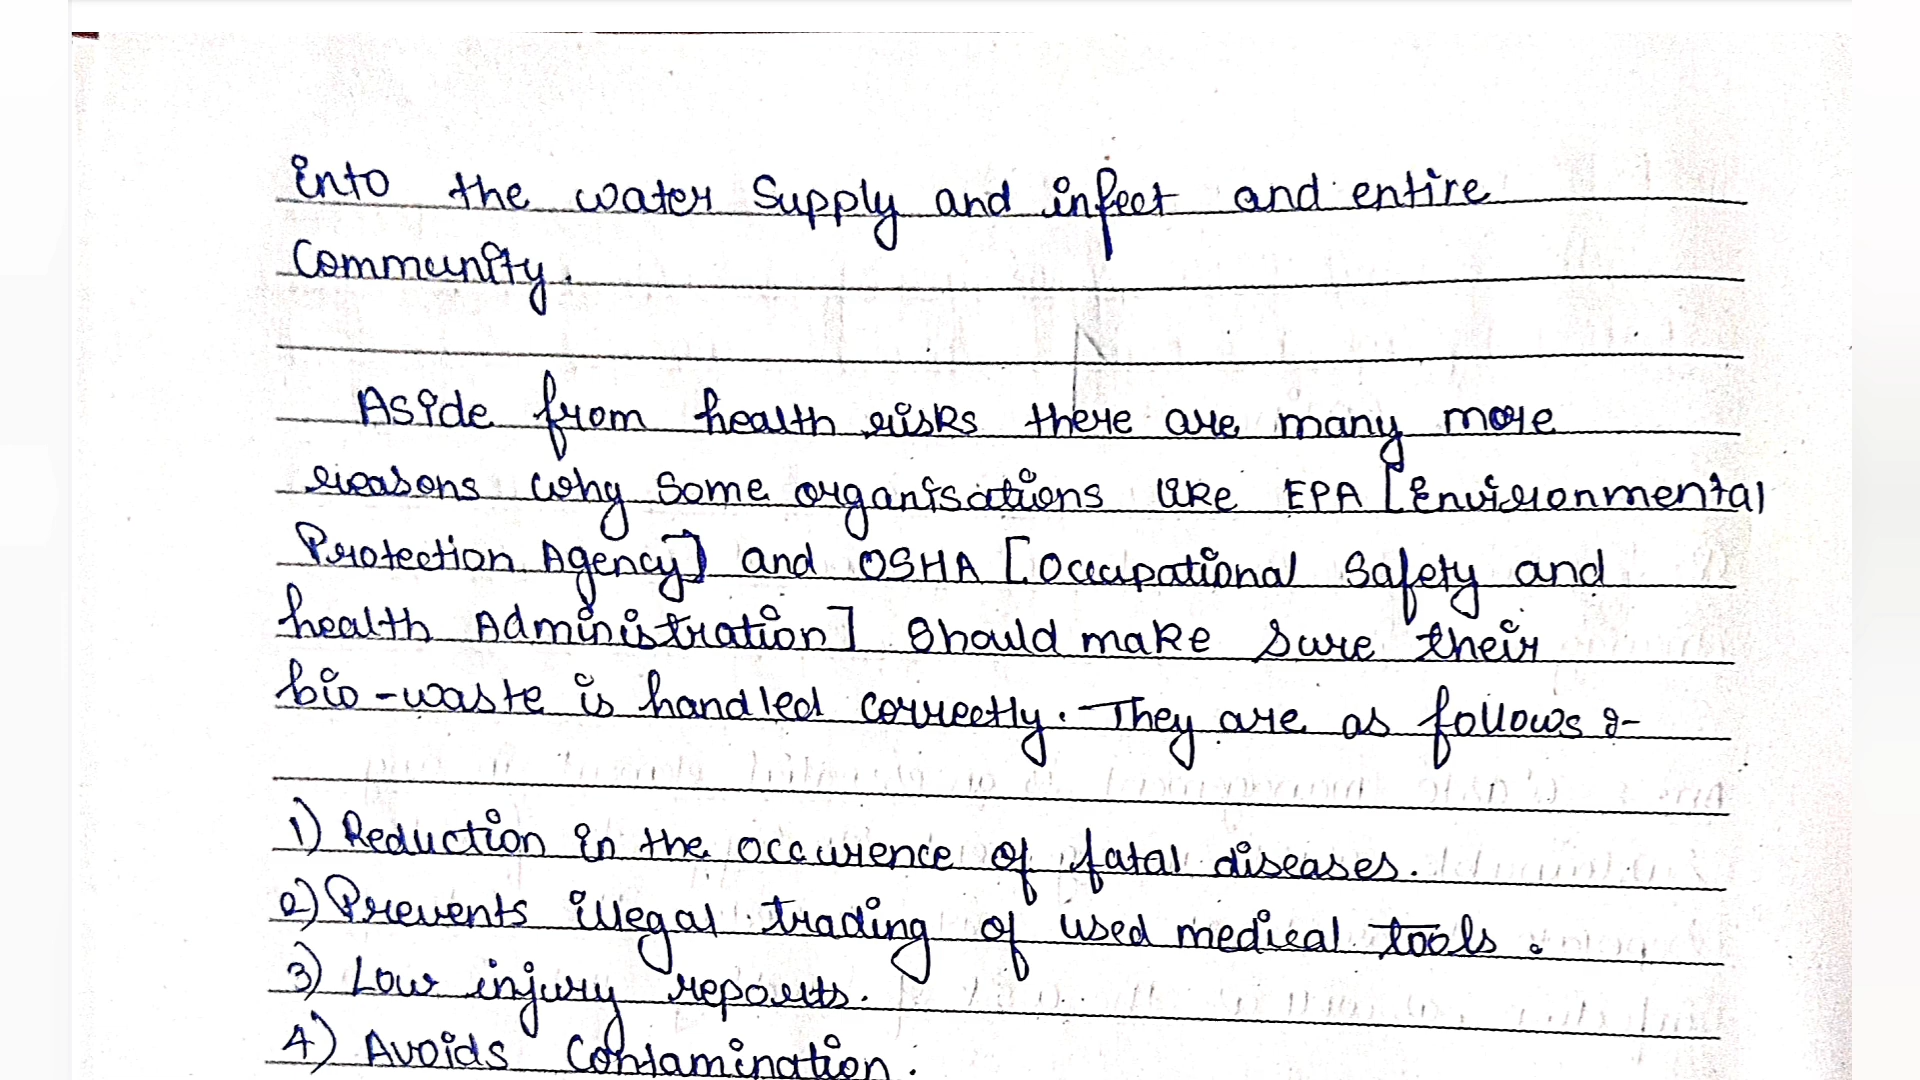 into the water Supply and infect and entire
Community.
Aside from health risks there are many more
reasons why some organisations like EPA [Environmental
Protection Agency] and OSHA [Occupational Safety and
health Administration] should make sure their
bio-waste is handled correctly. They are as follows :-
1) Reduction in the occurrence of fatal diseases.
2) Prevents illegal trading of used medical tools.
3) Low injury reports.
4) Avoids Contamination.